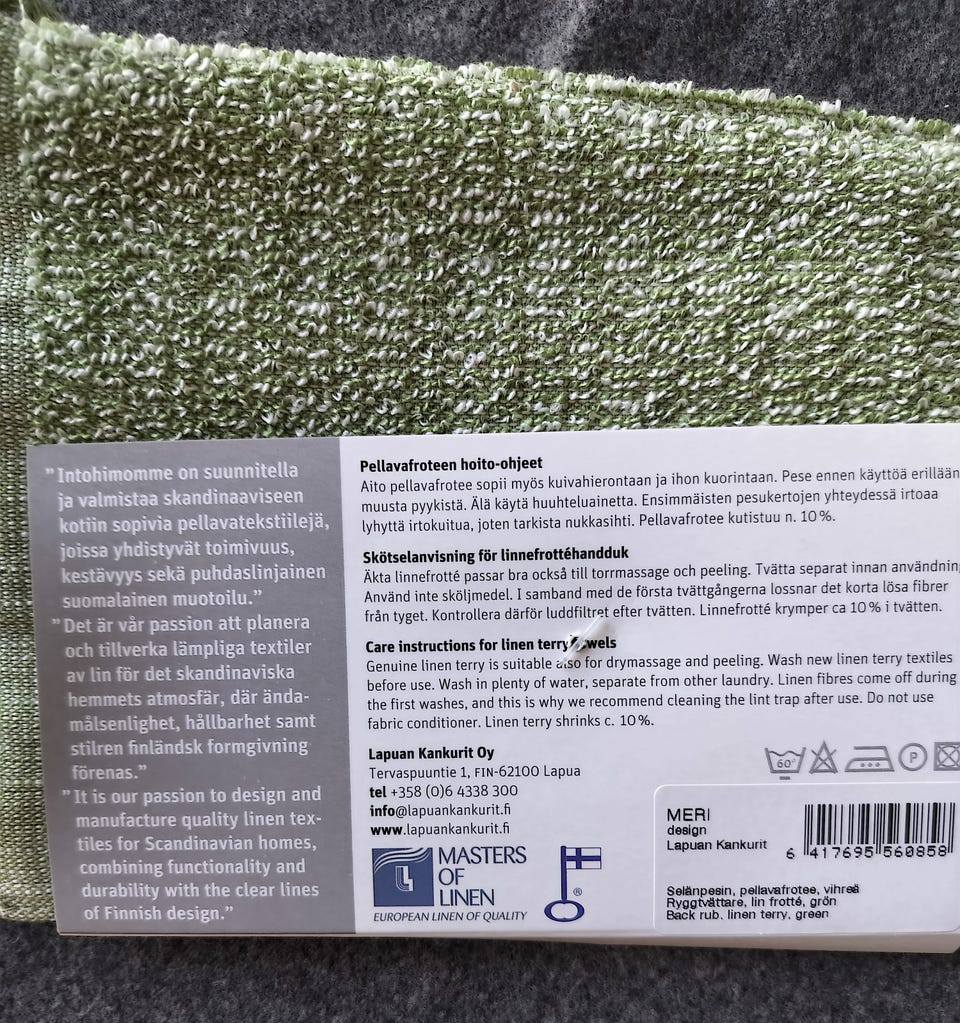 ”Intohimomme on suunnitella
ja valmistaa skandinaaviseen
kotiin sopivia pellavatekstiilejä,
joissa yhdistyvät toimivuus,
kestävyys sekä puhdaslinjainen
suomalainen muotoilu.”
”Det är vår passion att planera
och tillverka lämpliga textiler
av lin för det skandinaviska
hemmets atmosfär, där ända-
målsenlighet, hållbarhet samt
stilren finländsk formgivning
förenas.”
”It is our passion to design and
manufacture quality linen tex-
tiles for Scandinavian homes,
combining functionality and
durability with the clear lines
of Finnish design.”
Pellavafroteen hoito-ohjeet
Aito pellavafrotee sopii myös kuivahierontaan ja ihon kuorintaan. Pese ennen käyttöä erillään
muusta pyykistä. Älä käytä huuhteluainetta. Ensimmäisten pesukertojen yhteydessä irtoaa
lyhyttä irtokuitua, joten tarkista nukkasihti. Pellavafrotee kutistuu n. 10%.
Skötselanvisning för linnefrottéhandduk
Äkta linnefrotté passar bra också till torrmassage och peeling. Tvätta separat innan användning
Använd inte sköljmedel. I samband med de första tvättgångerna lossnar det korta lösa fibrer
från tyget. Kontrollera därför luddfiltret efter tvätten. Linnefrotté krymper ca 10% i tvätten.
Care instructions for linen terry
Genuine linen terry is suitable also for drymassage and peeling. Wash new linen terry textiles
before use. Wash in plenty of water, separate from other laundry. Linen fibres come off during
the first washes, and this is why we recommend cleaning the lint trap after use. Do not use
fabric conditioner. Linen terry shrinks c. 10%.
Lapuan Kankurit Oy
Tervaspuntie 1, FIN-62100 Lapua
tel +358 (0)6 4338 300
info@lapuankankurit.fi
www.lapuankankurit.fi
MASTERS
OF
LINEN
EUROPEAN LINEN OF QUALITY
®
60°
P
MERI
design
Lapuan Kankurit
6 417695 560858
Selänpesin, pellavafrotee, vihreä
Ryggtvättare, lin frotté, grön
Back rub, linen terry, green